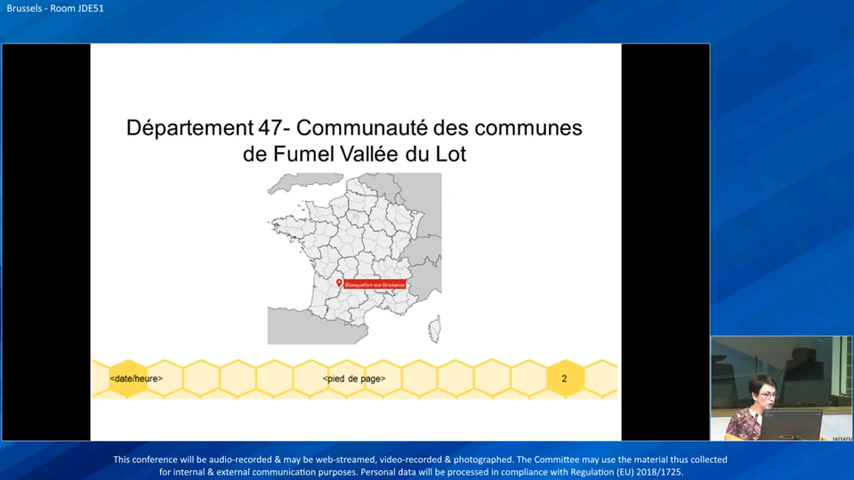 Brussels - Room JDE51
Département 47- Communauté des communes
de Fumel Vallée du Lot
Blanquefort-sur-Briolance
<date/heure>
<pied de page>
2
This conference will be audio-recorded & may be web-streamed, video-recorded & photographed. The Committee may use the material thus collected
for internal & external communication purposes. Personal data will be processed in compliance with Regulation (EU) 2018/1725.